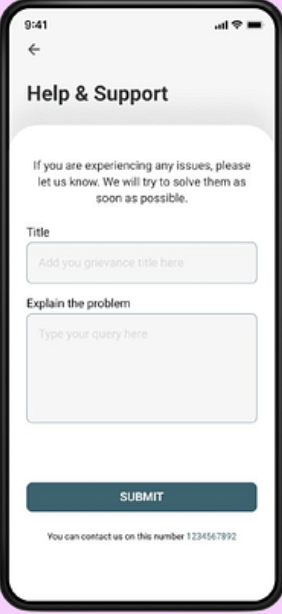 9:41
Help & Support
If you are experiencing any issues, please
let us know. We will try to solve them as
soon as possible.
Title
Add you grievance title here
Explain the problem
Type your query here
SUBMIT
You can contact us on this number 1234567892